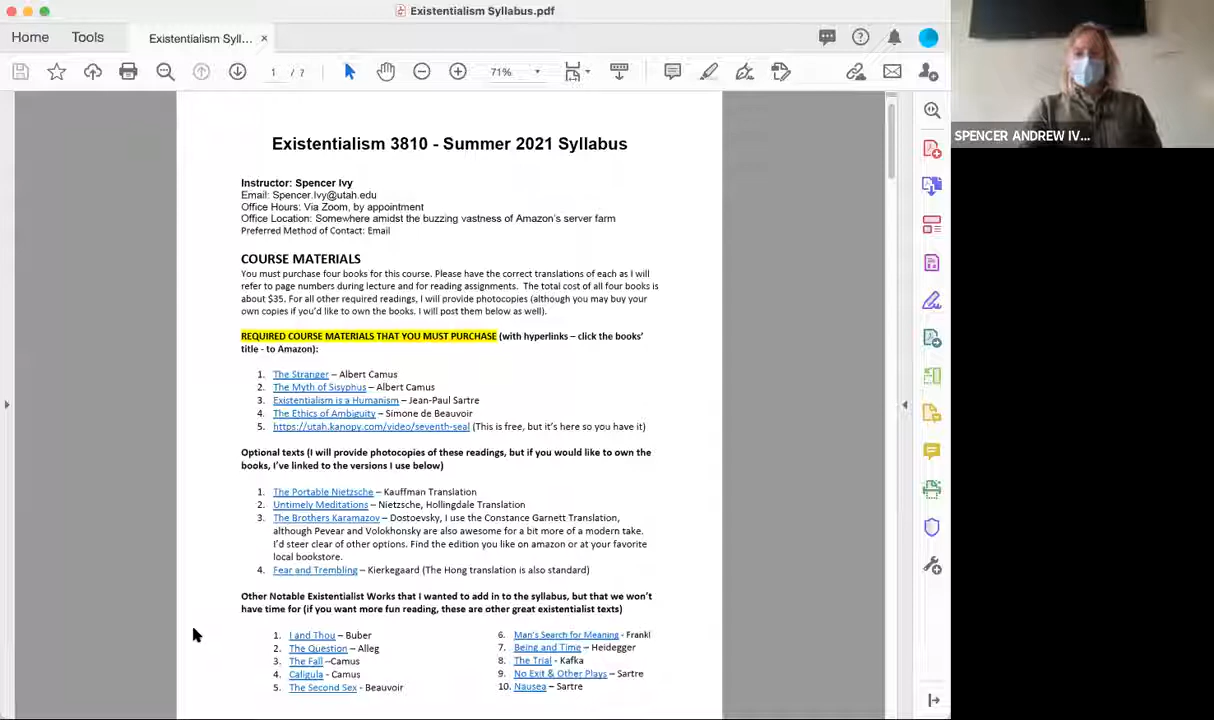 Existentialism Syllabus.pdf
Home
Tools
Existentialism Syll...
1 / 7
71%
SPENCER ANDREW IV...
Existentialism 3810 - Summer 2021 Syllabus
Instructor: Spencer Ivy
Email: Spencer.Ivy@utah.edu
Office Hours: Via Zoom, by appointment
Office Location: Somewhere amidst the buzzing vastness of Amazon's server farm
Preferred Method of Contact: Email
COURSE MATERIALS
You must purchase four books for this course. Please have the correct translations of each as I will
refer to page numbers during lecture and for reading assignments. The total cost of all four books is
about $35. For all other required readings, I will provide photocopies (although you may buy your
own copies if you'd like to own the books. I will post them below as well).
REQUIRED COURSE MATERIALS THAT YOU MUST PURCHASE (with hyperlinks – click the books'
title - to Amazon):
1. The Stranger – Albert Camus
2. The Myth of Sisyphus – Albert Camus
3. Existentialism is a Humanism – Jean-Paul Sartre
4. The Ethics of Ambiguity – Simone de Beauvoir
5. https://utah.kanopy.com/video/seventh-seal (This is free, but it's here so you have it)
Optional texts (I will provide photocopies of these readings, but if you would like to own the
books, I've linked to the versions I use below)
1. The Portable Nietzsche – Kauffman Translation
2. Untimely Meditations – Nietzsche, Hollingdale Translation
3. The Brothers Karamazov – Dostoevsky, I use the Constance Garnett Translation,
although Pevear and Volokhonsky are also awesome for a bit more of a modern take.
I'd steer clear of other options. Find the edition you like on amazon or at your favorite
local bookstore.
4. Fear and Trembling – Kierkegaard (The Hong translation is also standard)
Other Notable Existentialist Works that I wanted to add in to the syllabus, but that we won't
have time for (if you want more fun reading, these are other great existentialist texts)
1. I and Thou – Buber
2. The Question – Alleg
3. The Fall –Camus
4. Caligula - Camus
5. The Second Sex - Beauvoir
6. Man's Search for Meaning - Frankl
7. Being and Time – Heidegger
8. The Trial - Kafka
9. No Exit & Other Plays – Sartre
10. Nausea – Sartre